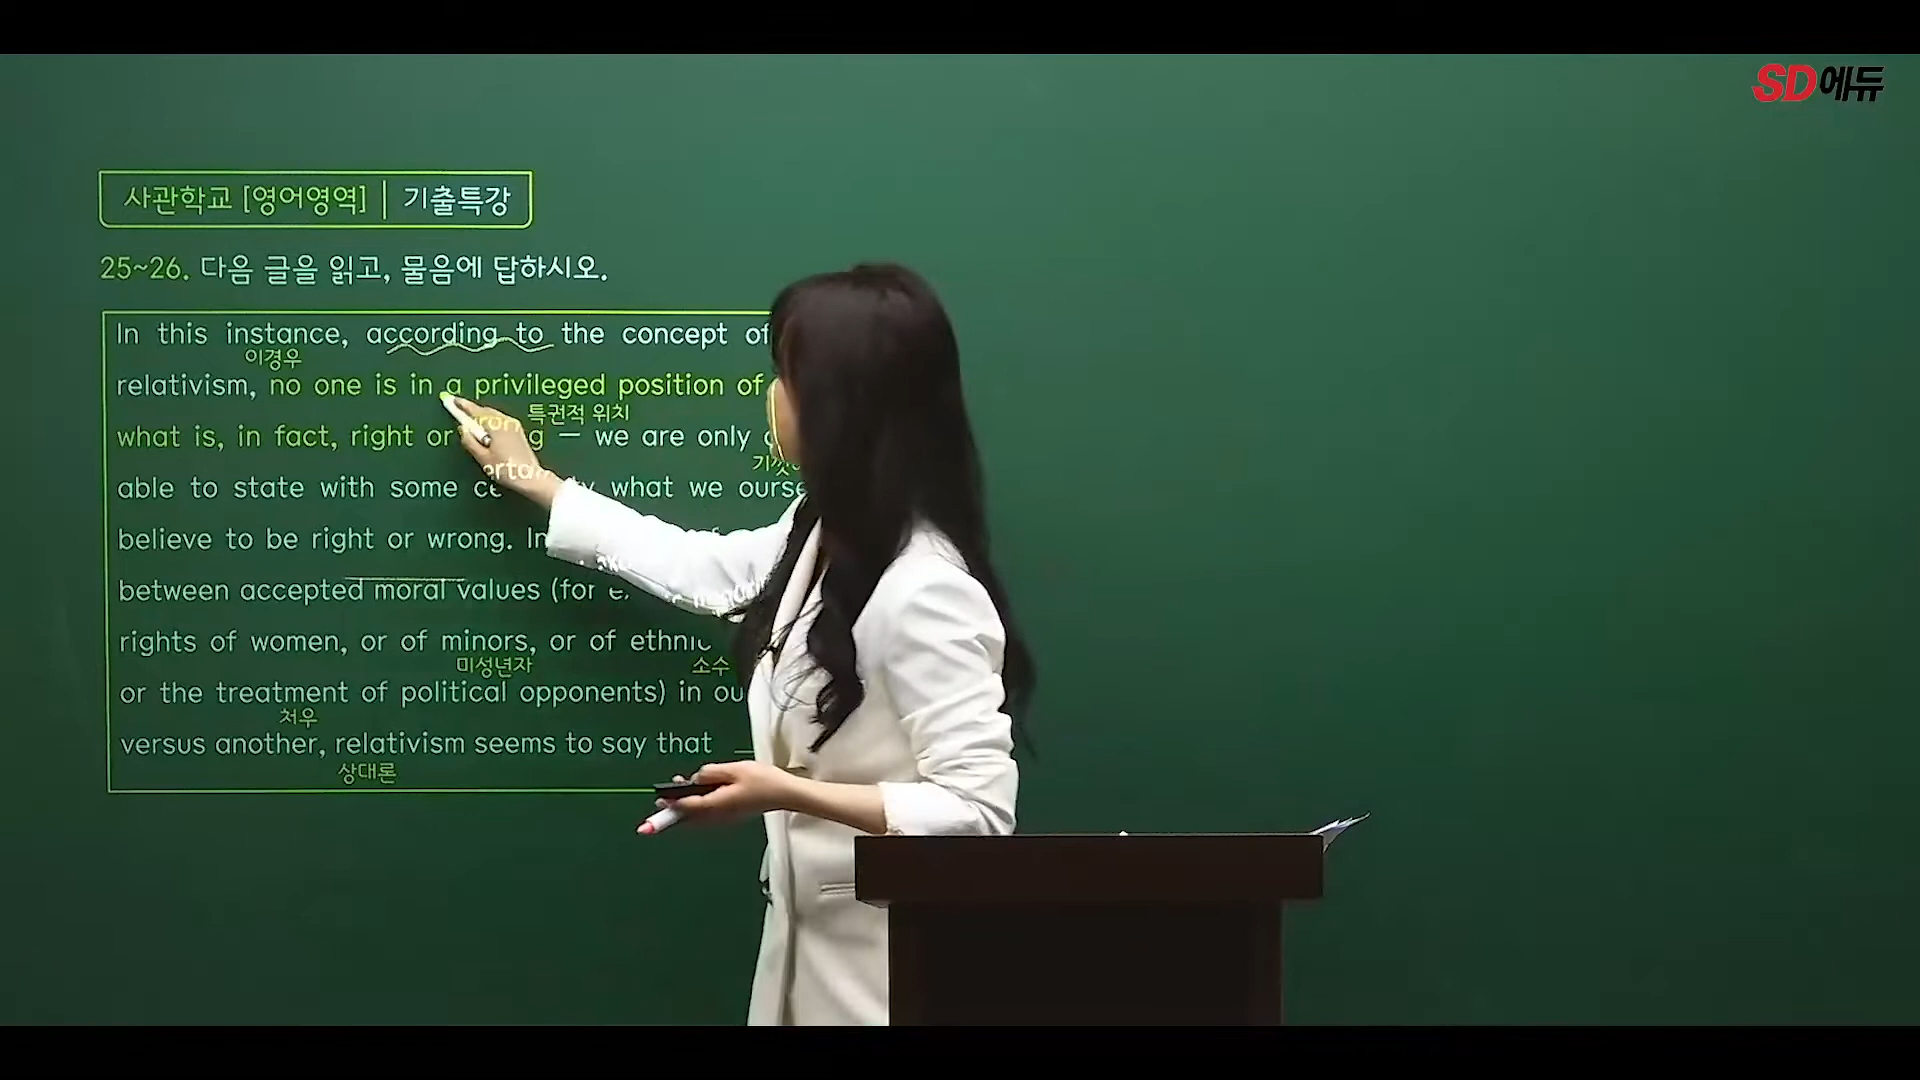 SD에듀
사관학교 [영어영역] | 기출특강
25~26. 다음 글을 읽고, 물음에 답하시오.
In this instance, according to the concept of
이경우
relativism, no one is in a privileged position of
특권적 위치
what is, in fact, right or wrong — we are only
able to state with some certainty what we
believe to be right or wrong. In
between accepted moral values (for
rights of women, or of minors, or of ethnic
미성년자 소수
or the treatment of political opponents) in
처우
versus another, relativism seems to say that
상대론